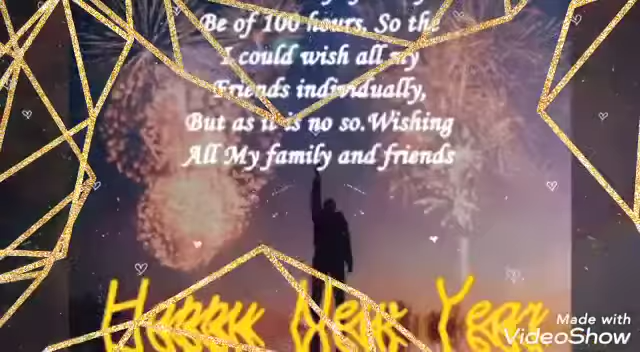 Be of 100 hours. So the
I could wish all my
Friends individually,
But as it is no so.Wishing
All My family and friends
Happy New Year
Made with
VideoShow